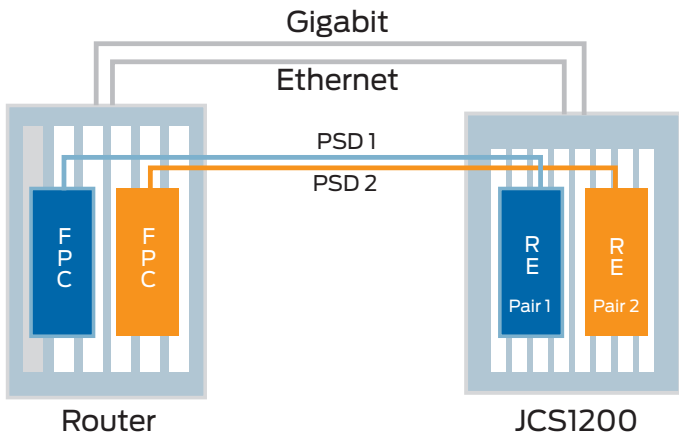 Gigabit
Ethernet
PSD 1
PSD 2
F
P
C
F
P
C
R
E
Pair 1
R
E
Pair 2
Router
JCS1200